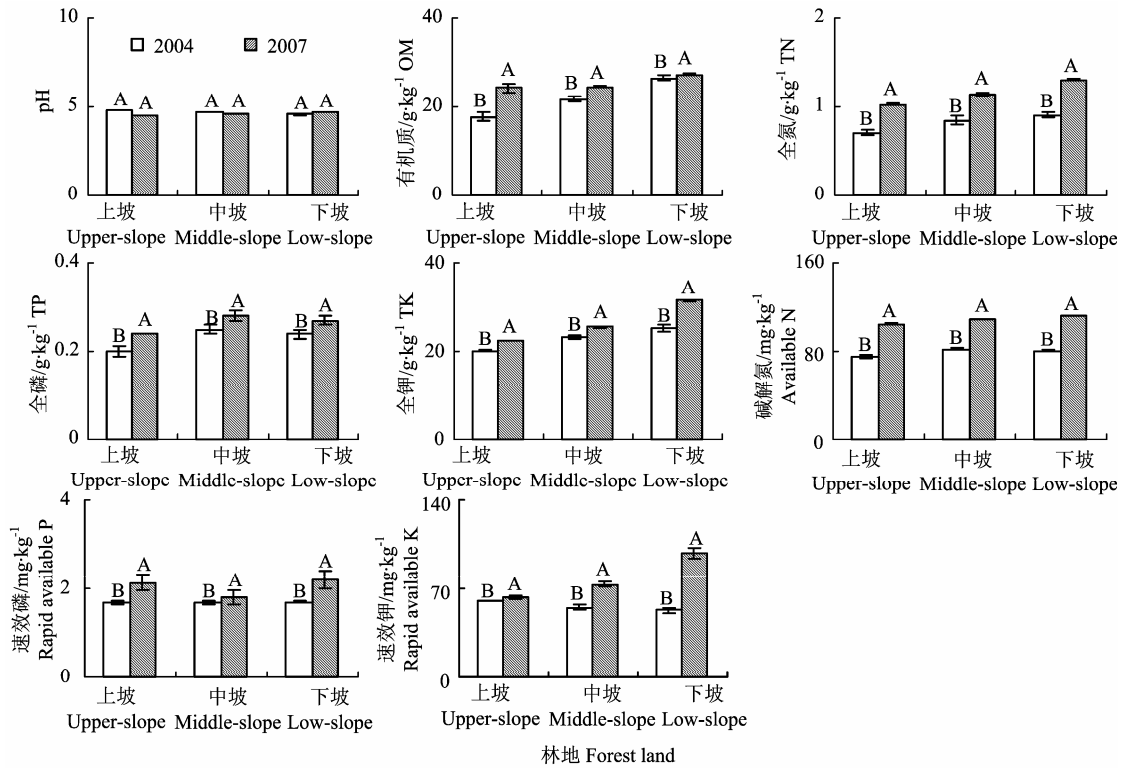 10
5
0
pH
2004
2007
A A A A A A
上坡 中坡 下坡
Upper-slope Middle-slope Low-slope
40
20
0
有机质/g·kg⁻¹ OM
B A B A B A
上坡 中坡 下坡
Upper-slope Middle-slope Low-slope
2
1
0
全氮/g·kg⁻¹ TN
B A B A B A
上坡 中坡 下坡
Upper-slope Middle-slope Low-slope
0.4
0.2
0
全磷/g·kg⁻¹ TP
B A B A B A
上坡 中坡 下坡
Upper-slope Middle-slope Low-slope
40
20
0
全钾/g·kg⁻¹ TK
B A B A B A
上坡 中坡 下坡
Upper-slope Middle-slope Low-slope
160
80
0
碱解氮/mg·kg⁻¹
Available N
B A B A B A
上坡 中坡 下坡
Upper-slope Middle-slope Low-slope
4
2
0
速效磷/mg·kg⁻¹
Rapid available P
B A B A B A
上坡 中坡 下坡
Upper-slope Middle-slope Low-slope
140
70
0
速效钾/mg·kg⁻¹
Rapid available K
B A B A B A
上坡 中坡 下坡
Upper-slope Middle-slope Low-slope
林地 Forest land